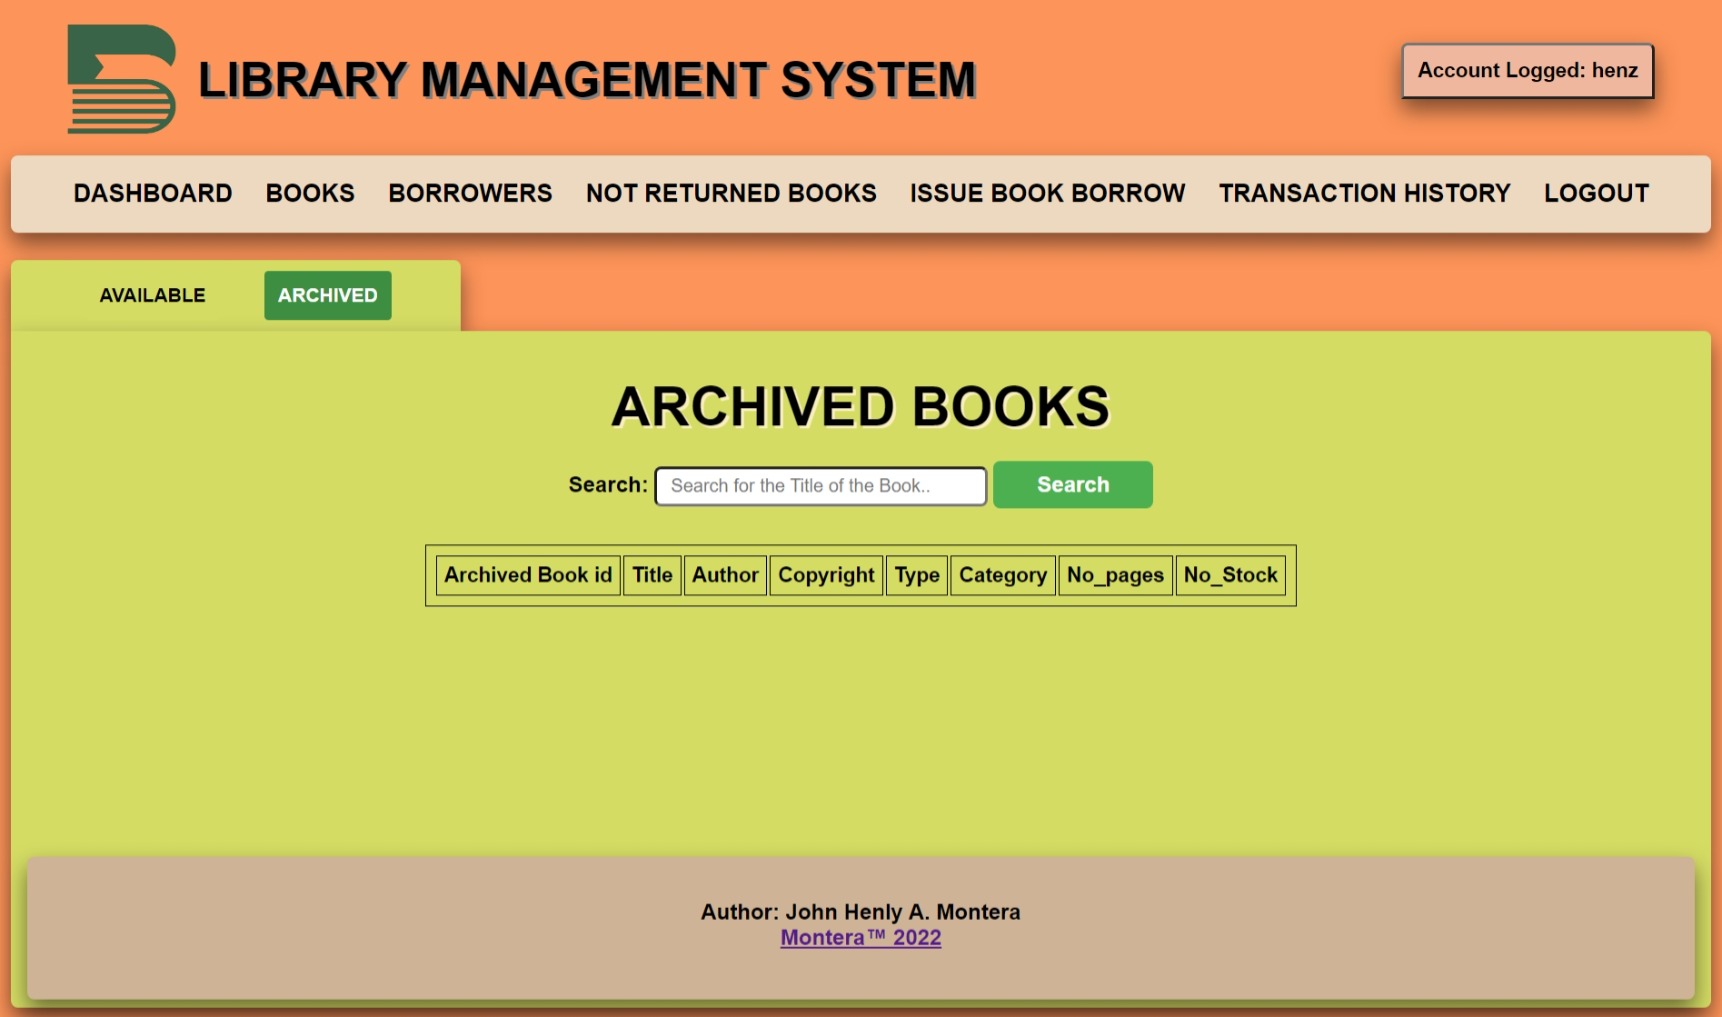 LIBRARY MANAGEMENT SYSTEM
Account Logged: henz
DASHBOARD BOOKS BORROWERS NOT RETURNED BOOKS ISSUE BOOK BORROW TRANSACTION HISTORY LOGOUT
AVAILABLE ARCHIVED
ARCHIVED BOOKS
Search: Search for the Title of the Book.. Search
Archived Book id Title Author Copyright Type Category No_pages No_Stock
Author: John Henly A. Montera
Montera™ 2022